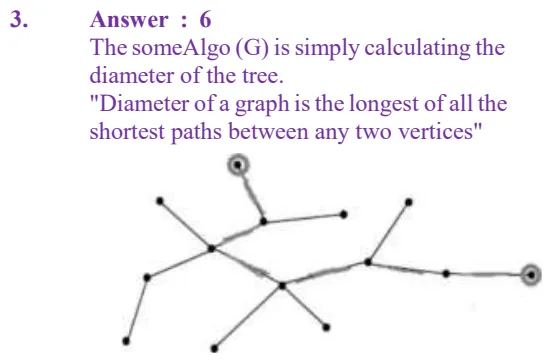 3. Answer : 6
The someAlgo (G) is simply calculating the
diameter of the tree.
"Diameter of a graph is the longest of all the
shortest paths between any two vertices"